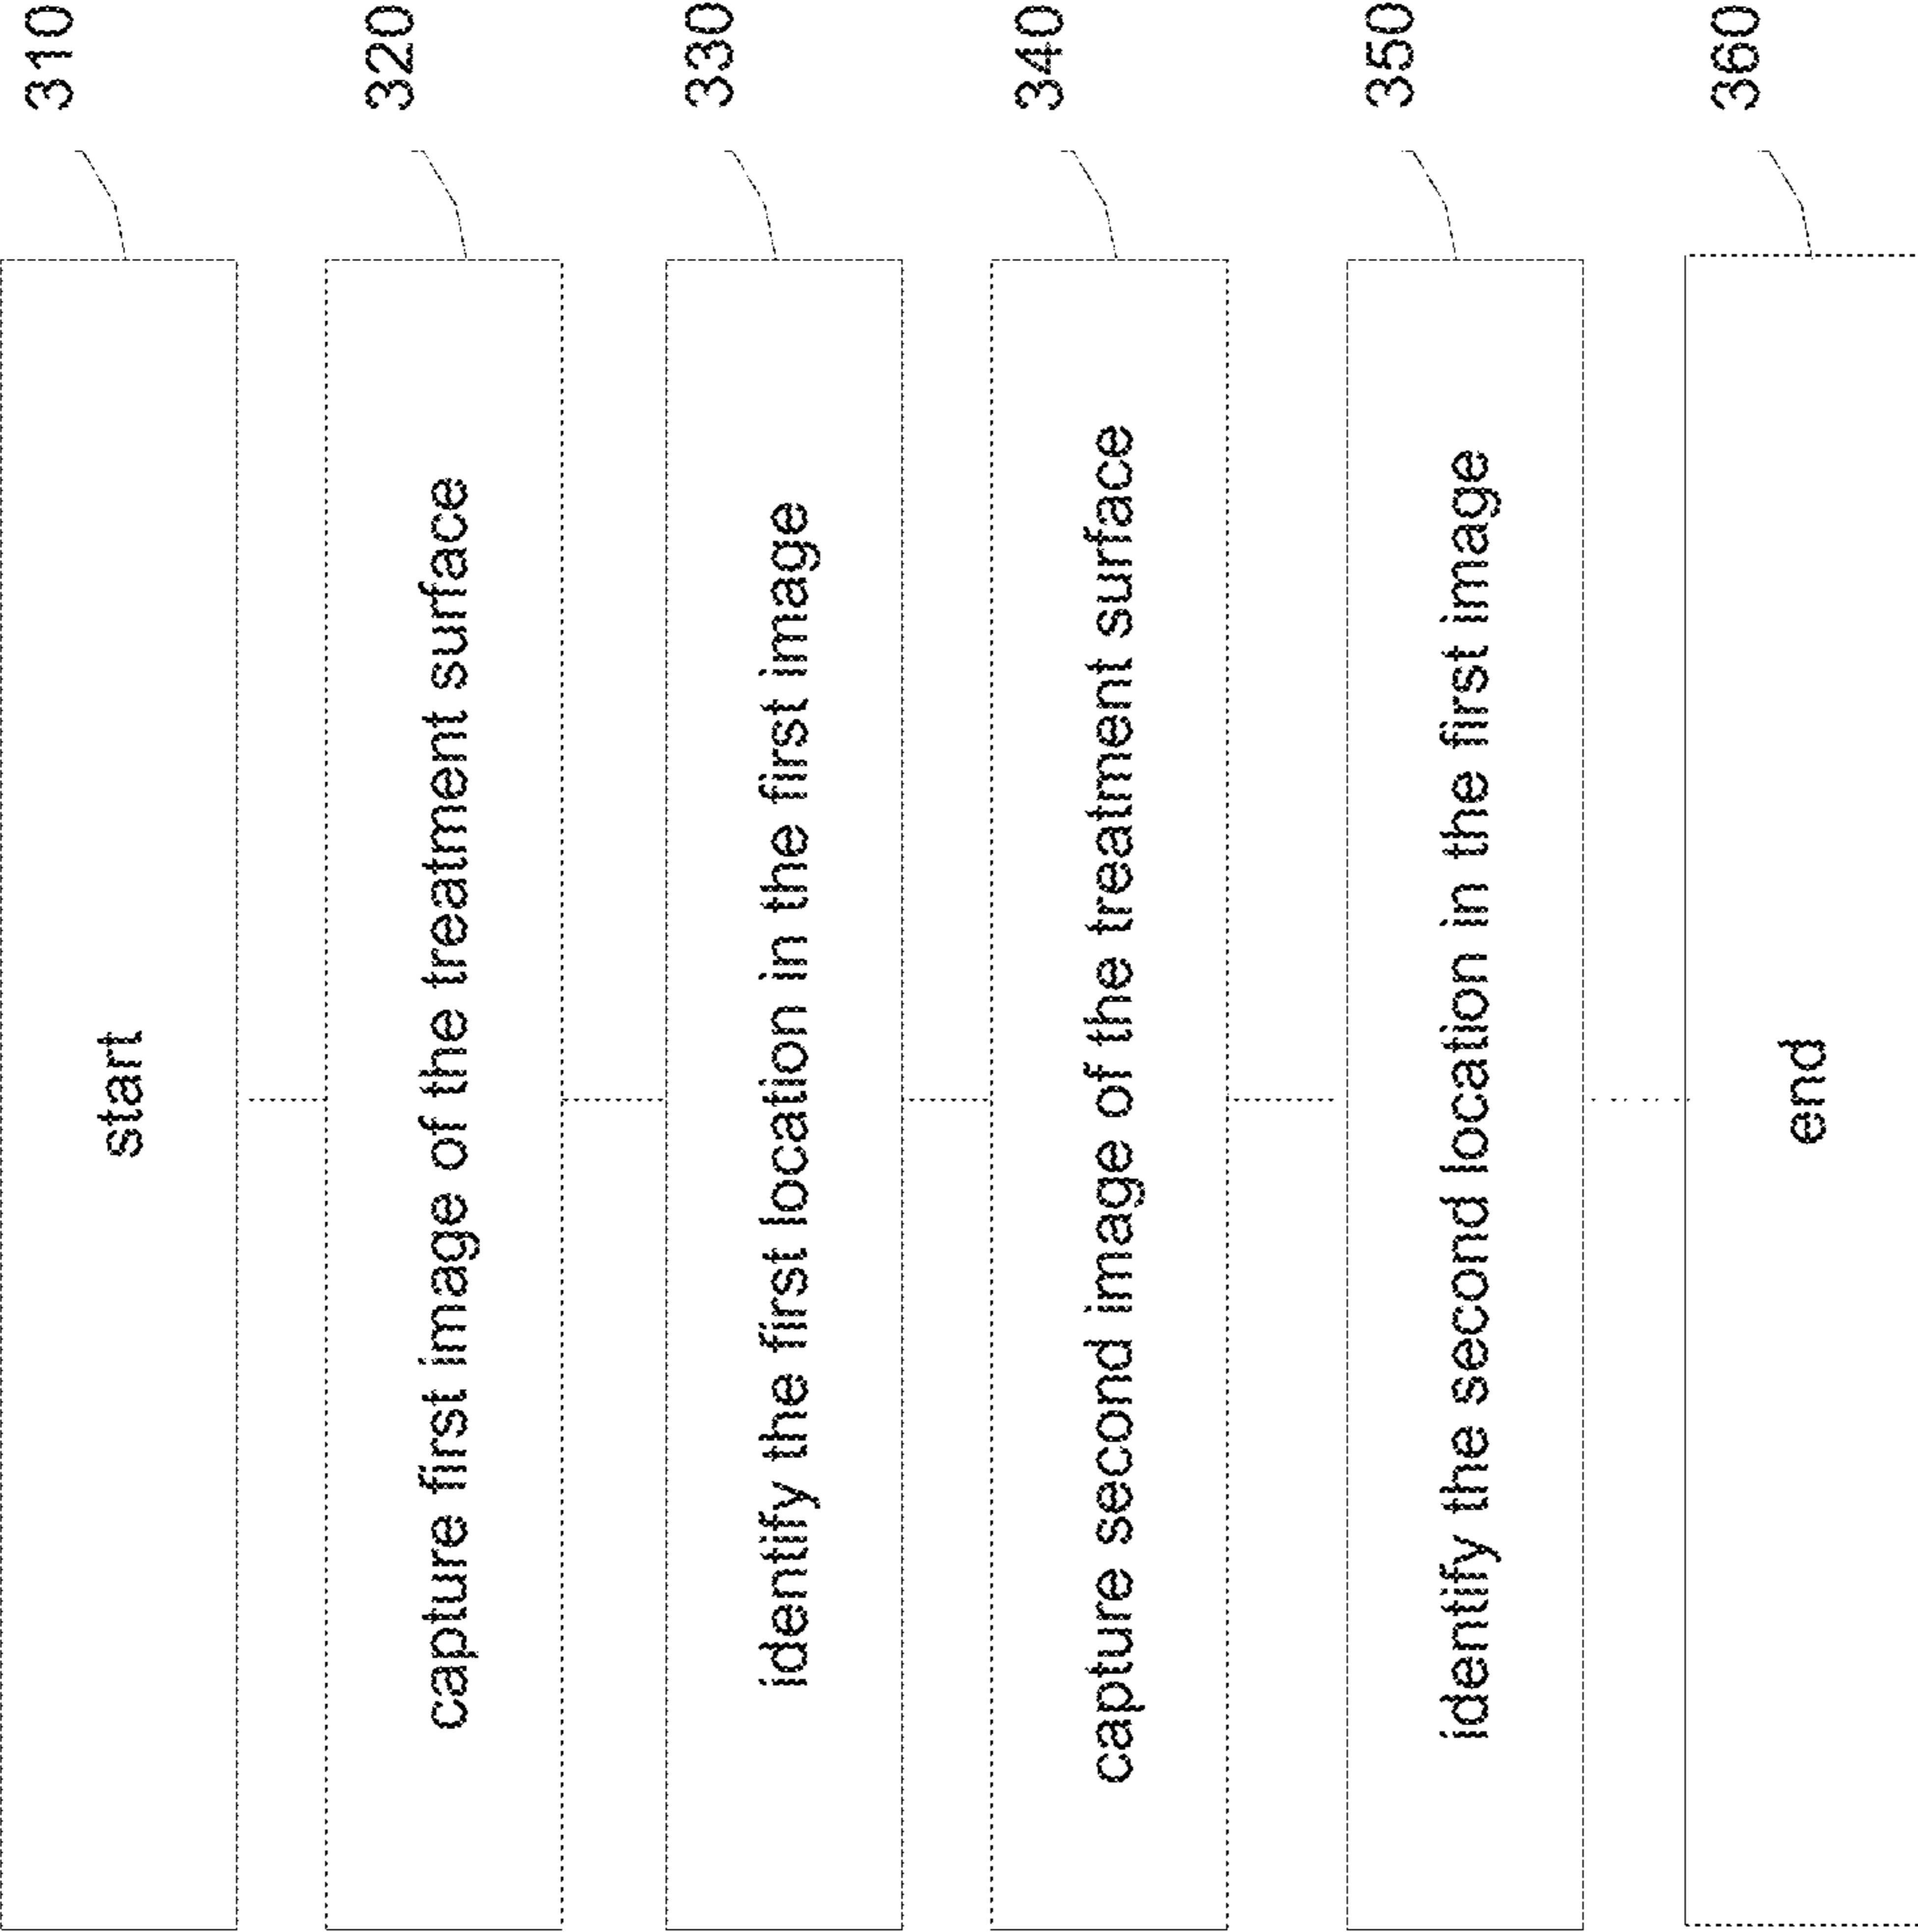 start
310
capture first image of the treatment surface
320
identify the first location in the first image
330
capture second image of the treatment surface
340
identify the second location in the first image
350
end
360